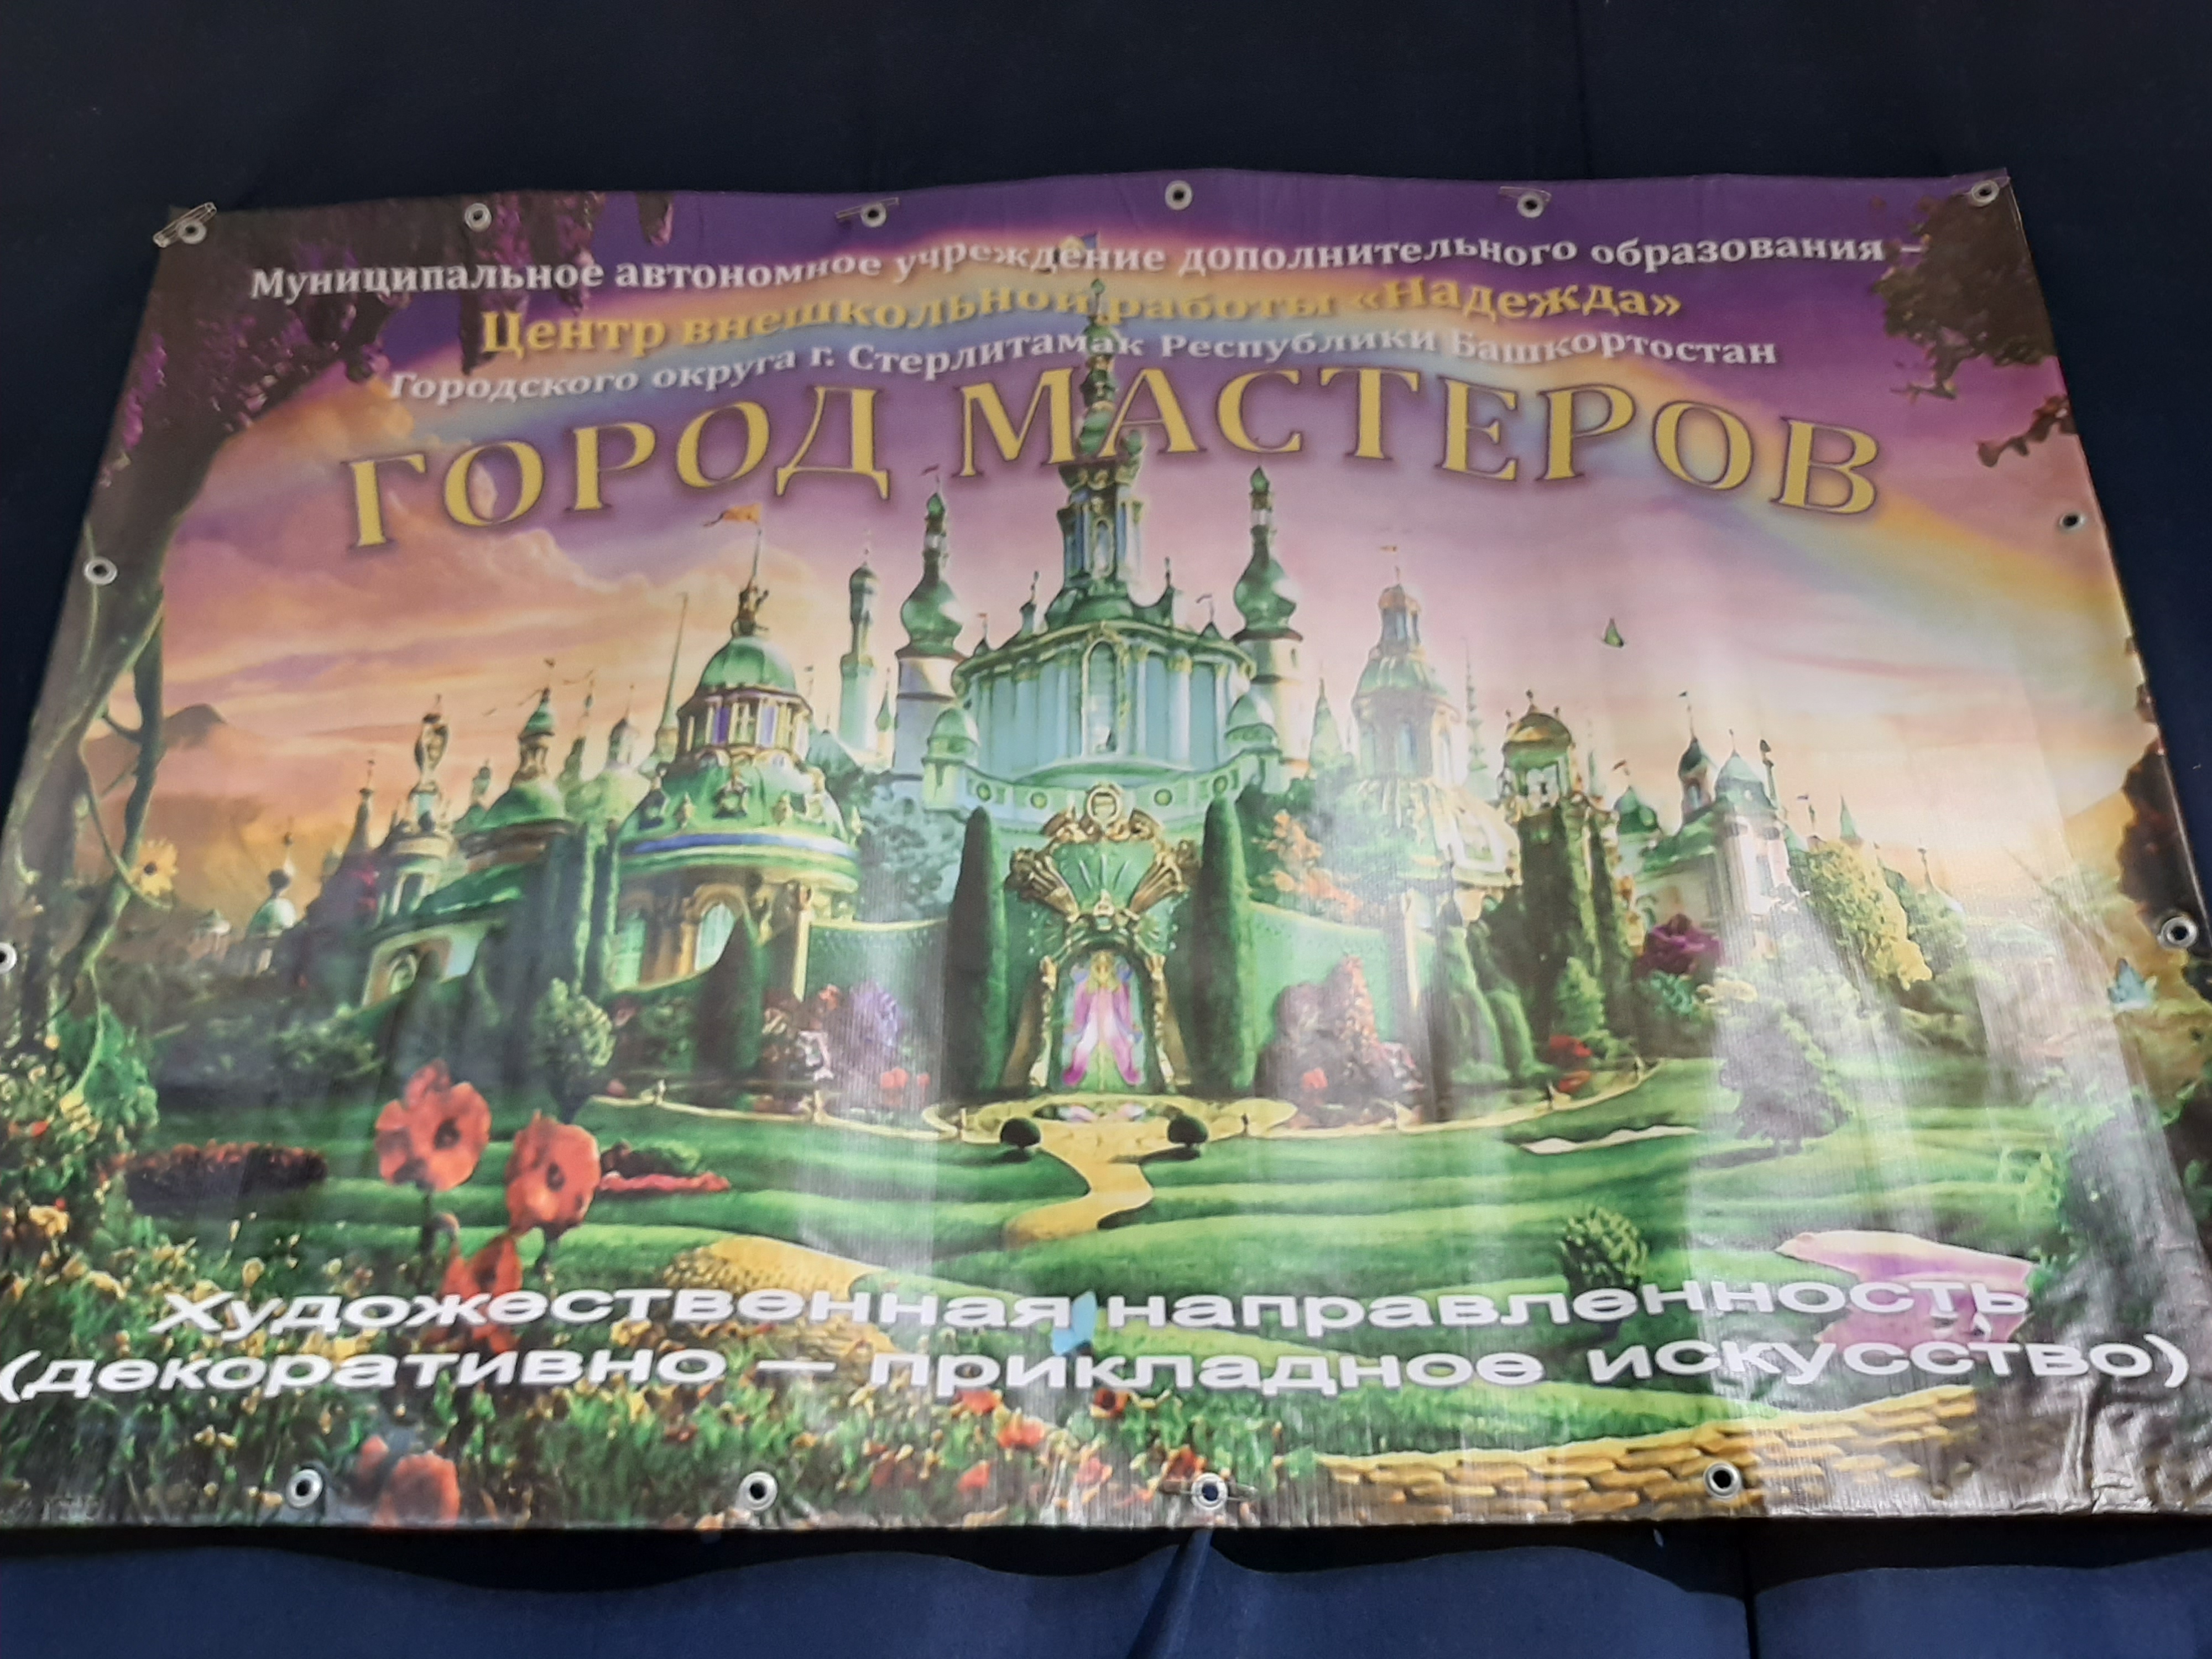 Муниципальное автономное учреждение дополнительного образования –
Центр внешкольной работы «Надежда»
Городского округа г. Стерлитамак Республики Башкортостан
ГОРОД МАСТЕРОВ
Художественная направленность
(декоративно – прикладное искусство)